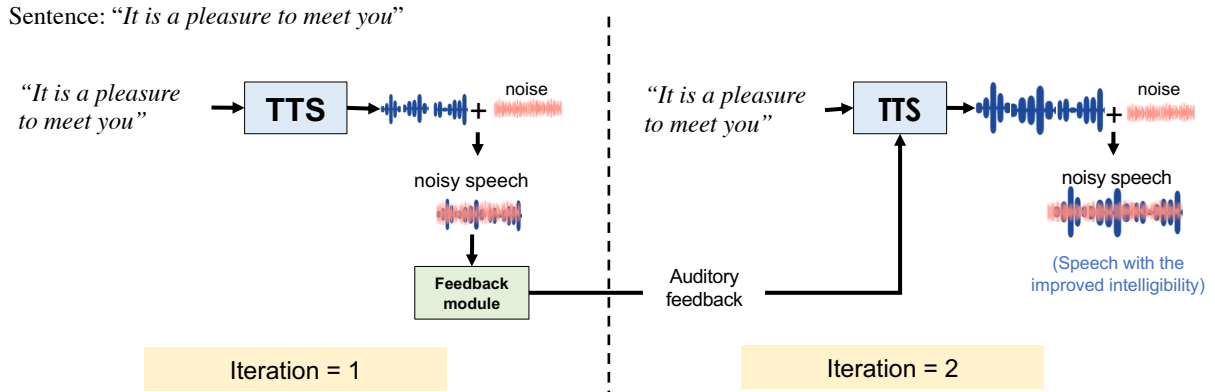 Sentence: “It is a pleasure to meet you”
“It is a pleasure
to meet you”
TTS
+
noise
noisy speech
Feedback
module
Iteration = 1
Auditory
feedback
“It is a pleasure
to meet you”
TTS
+
noise
noisy speech
(Speech with the
improved intelligibility)
Iteration = 2